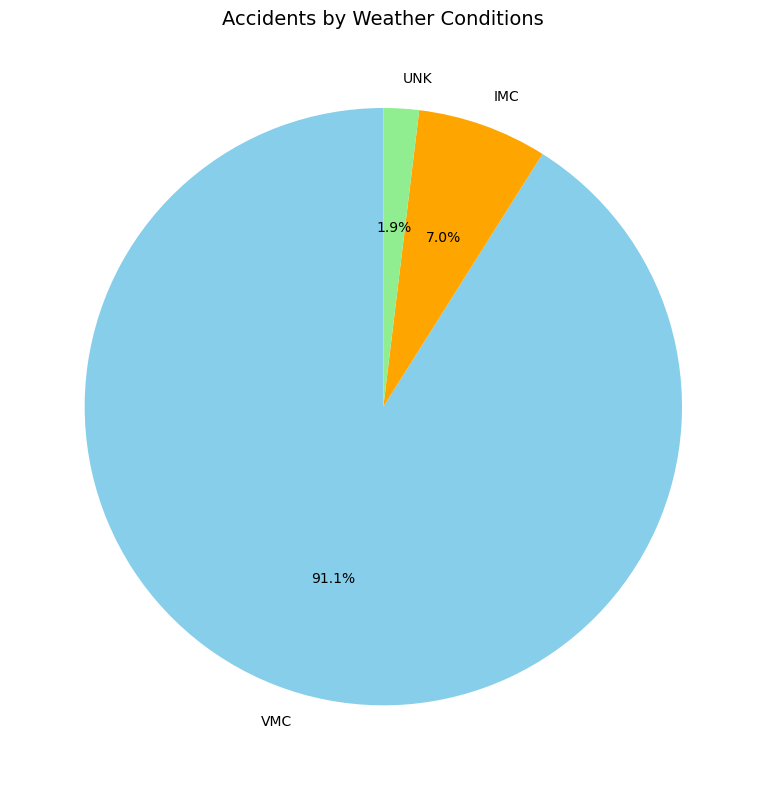 Accidents by Weather Conditions
UNK
IMC
1.9%
7.0%
91.1%
VMC